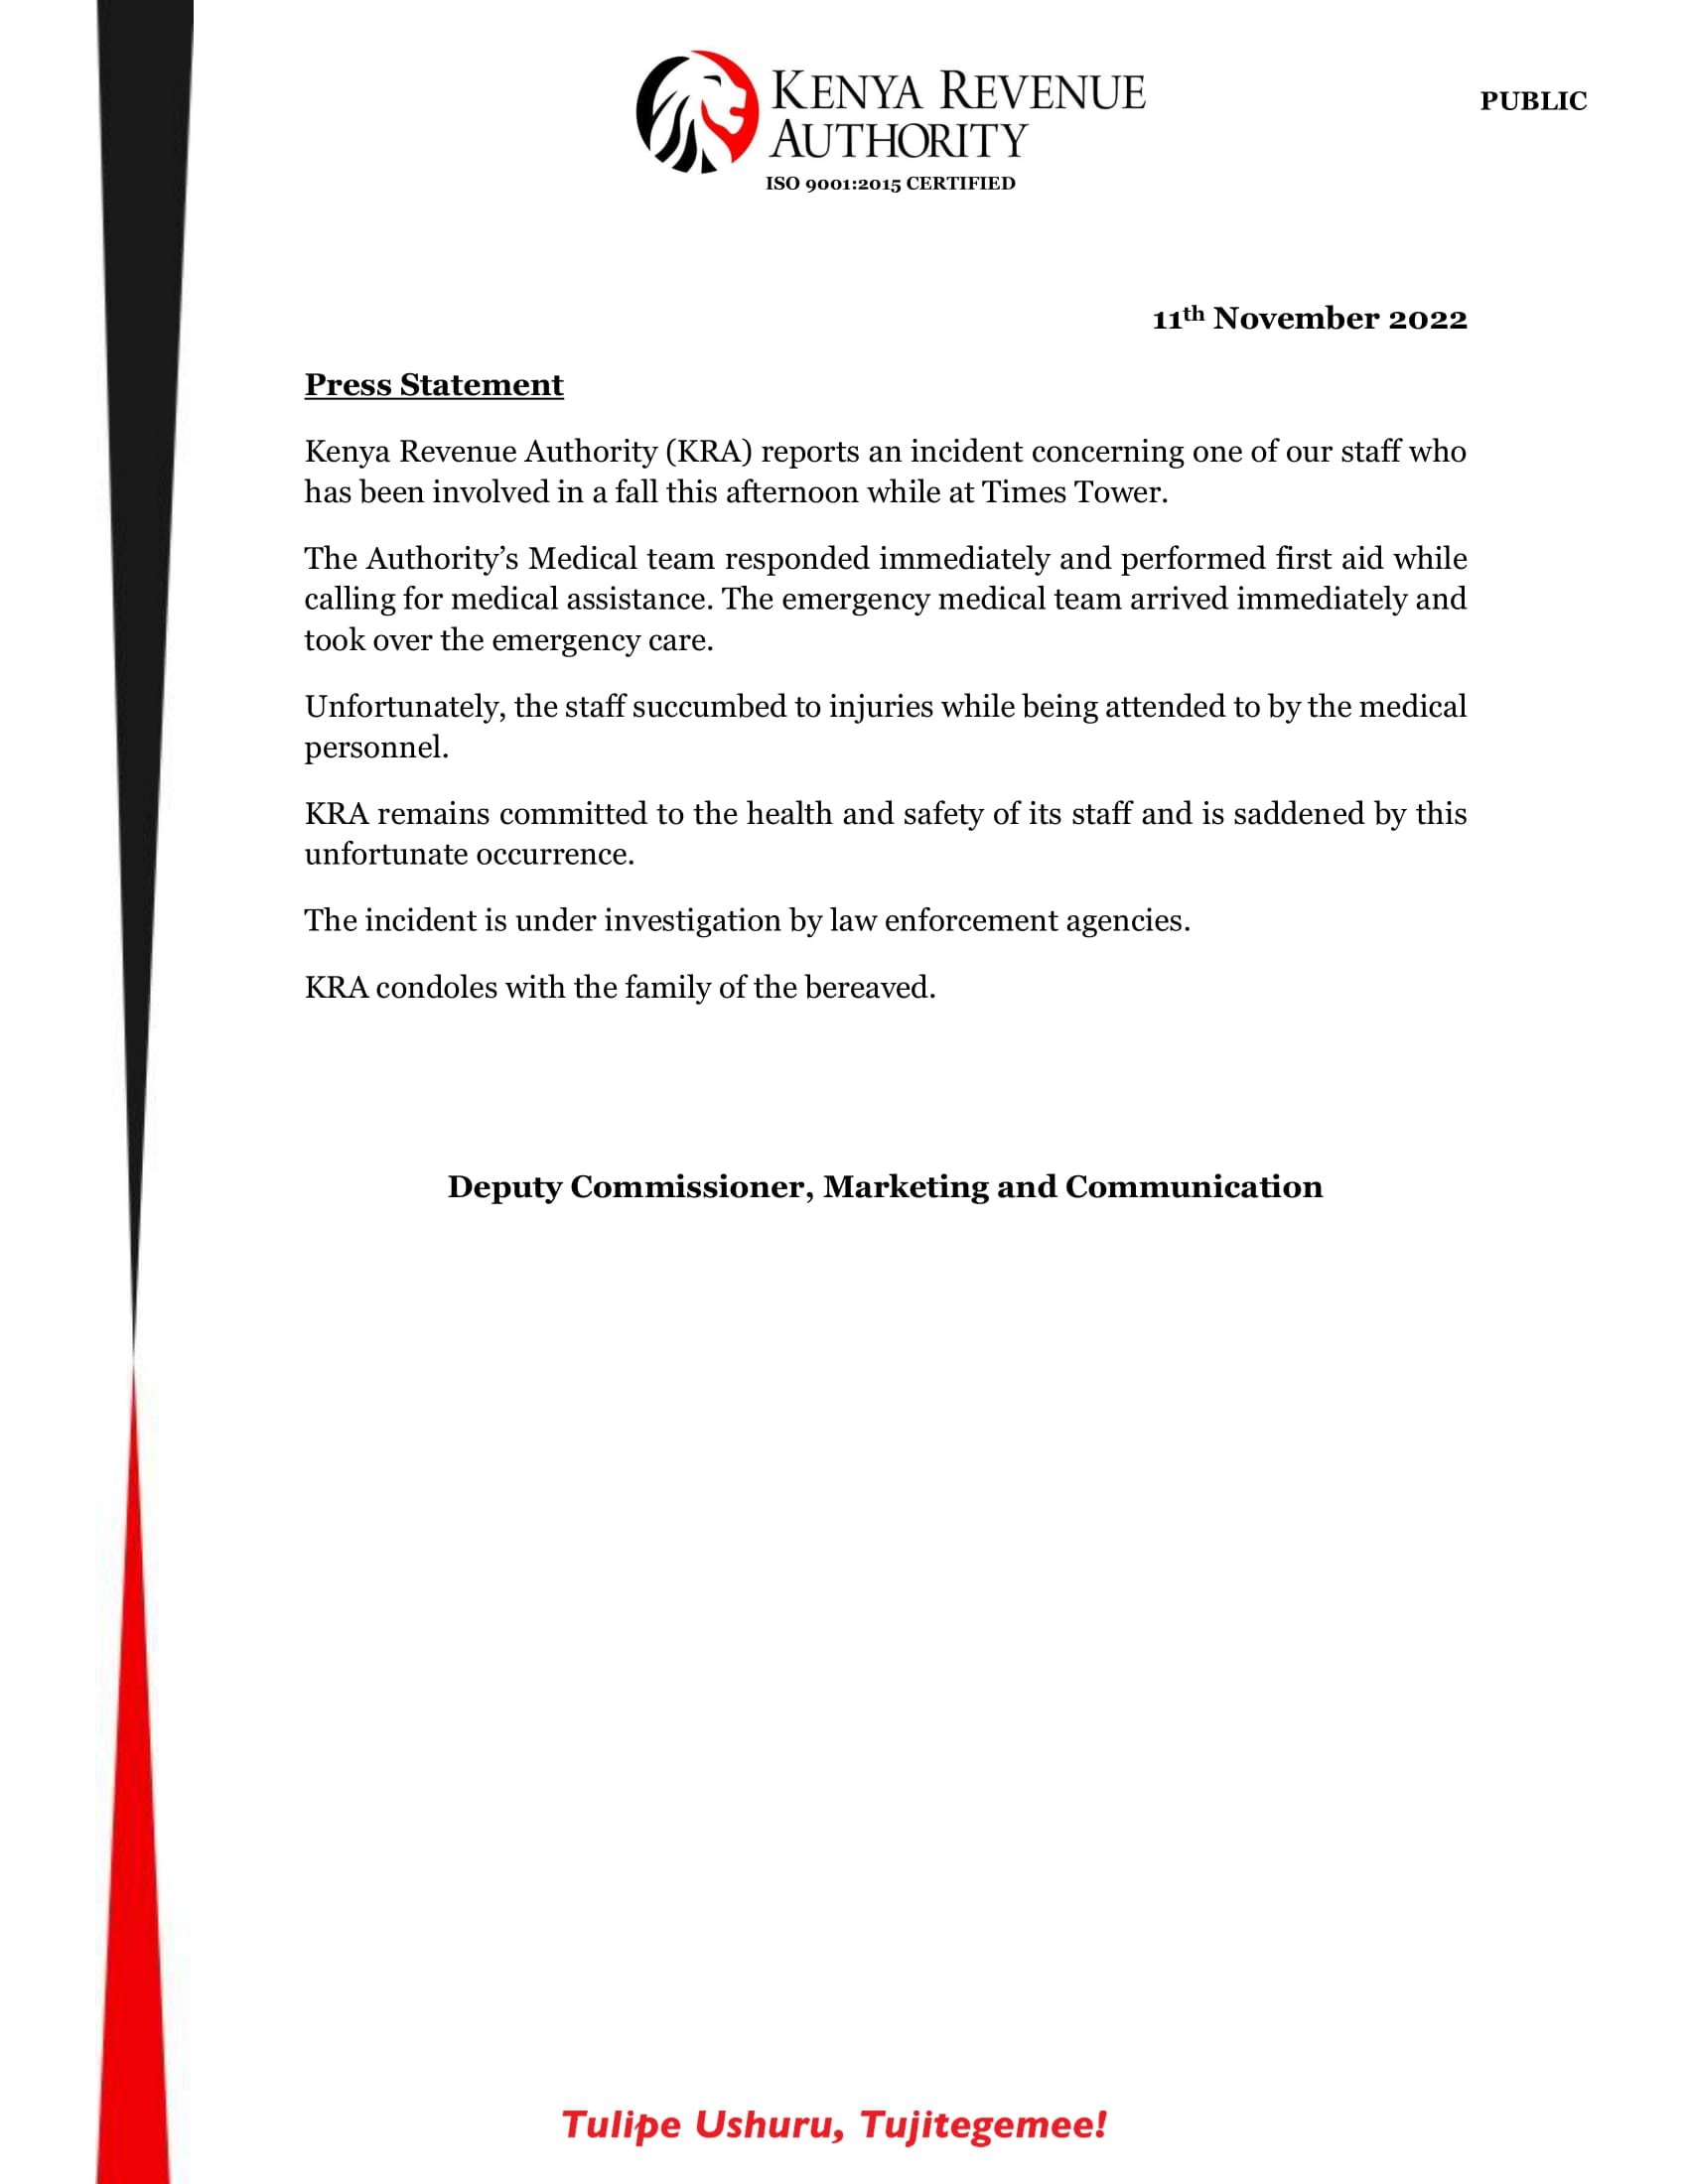 KENYA REVENUE
AUTHORITY
ISO 9001:2015 CERTIFIED
PUBLIC
11th November 2022
Press Statement
Kenya Revenue Authority (KRA) reports an incident concerning one of our staff who
has been involved in a fall this afternoon while at Times Tower.
The Authority’s Medical team responded immediately and performed first aid while
calling for medical assistance. The emergency medical team arrived immediately and
took over the emergency care.
Unfortunately, the staff succumbed to injuries while being attended to by the medical
personnel.
KRA remains committed to the health and safety of its staff and is saddened by this
unfortunate occurrence.
The incident is under investigation by law enforcement agencies.
KRA condoles with the family of the bereaved.
Deputy Commissioner, Marketing and Communication
Tulipe Ushuru, Tujitegemee!